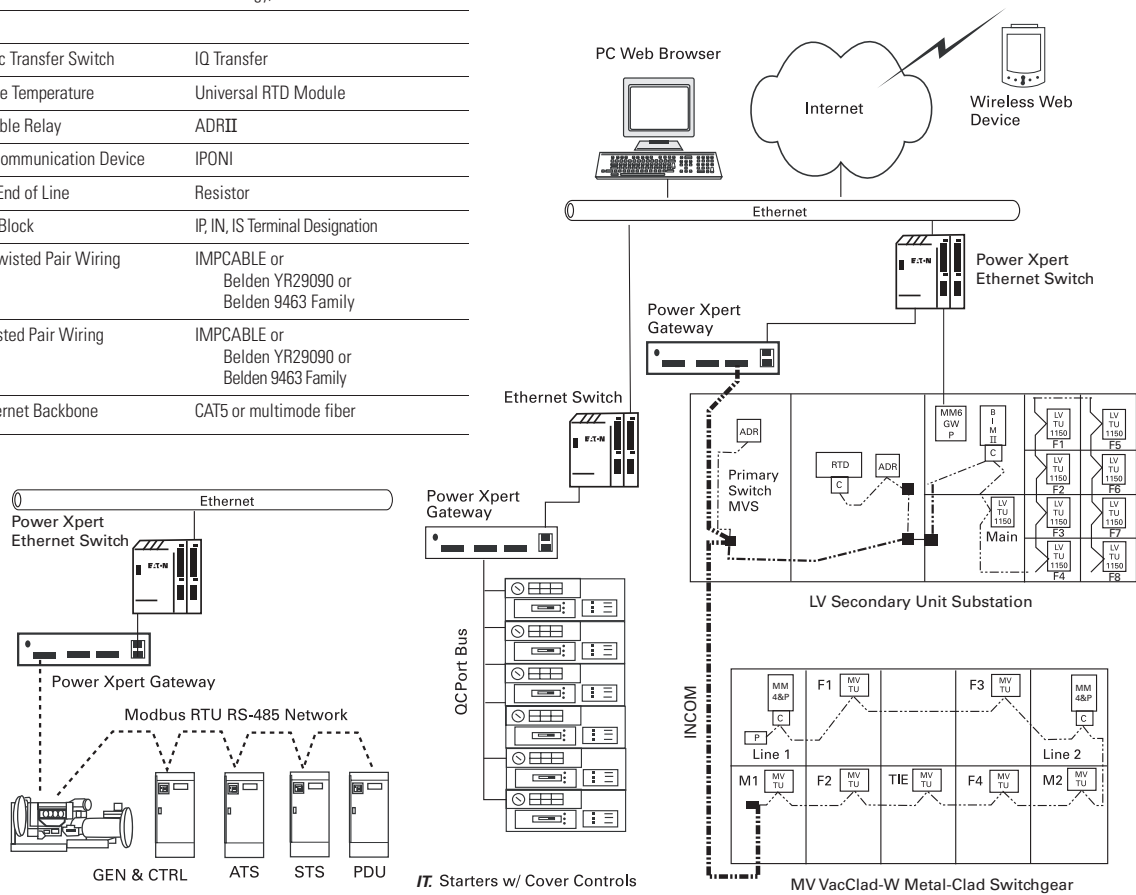 c Transfer Switch IQ Transfer
e Temperature Universal RTD Module
ble Relay ADRII
ommunication Device IPONI
End of Line Resistor
Block IP, IN, IS Terminal Designation
wisted Pair Wiring IMPCABLE or
Belden YR29090 or
Belden 9463 Family
sted Pair Wiring IMPCABLE or
Belden YR29090 or
Belden 9463 Family
ernet Backbone CAT5 or multimode fiber
PC Web Browser
Internet
Wireless Web
Device
Ethernet
E.T.N
Power Xpert
Ethernet Switch
Power Xpert
Gateway
Ethernet Switch
E.T.N
Power Xpert
Gateway
QCPort Bus
IT. Starters w/ Cover Controls
Ethernet
Power Xpert
Ethernet Switch
E.T.N
Power Xpert Gateway
Modbus RTU RS-485 Network
GEN & CTRL
ATS
STS
PDU
INCOM
ADR
Primary
Switch
MVS
RTD
C
ADR
MM6
GW
P
B
I
M
II
C
LV
TU
1150
Main
LV
TU
1150
F1
LV
TU
1150
F5
LV
TU
1150
F2
LV
TU
1150
F6
LV
TU
1150
F3
LV
TU
1150
F7
LV
TU
1150
F4
LV
TU
1150
F8
LV Secondary Unit Substation
MM
4&P
C
P
Line 1
F1
MV
TU
F3
MV
TU
MM
4&P
C
Line 2
M1
MV
TU
F2
MV
TU
TIE
MV
TU
F4
MV
TU
M2
MV
TU
MV VacClad-W Metal-Clad Switchgear